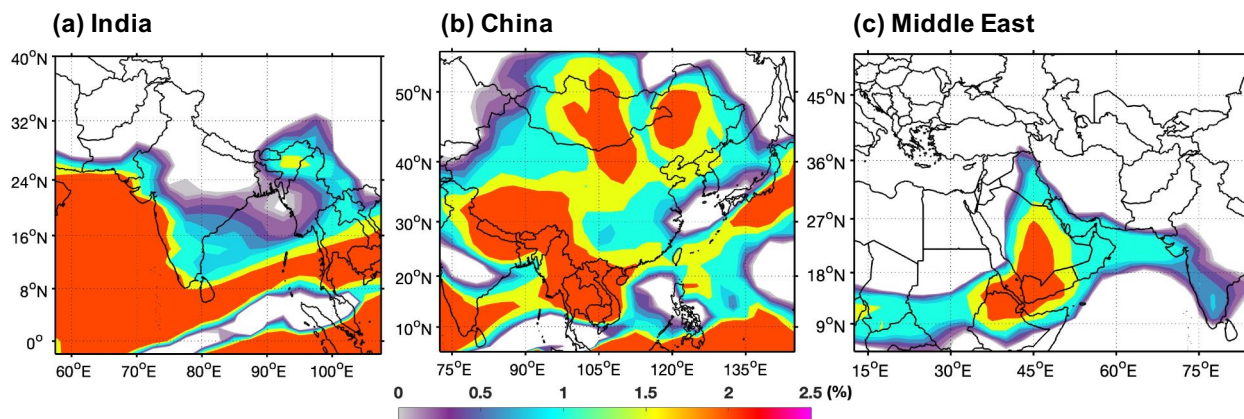 (a) India
(b) China
(c) Middle East
40°N
32°N
24°N
16°N
8°N
0°
60°E
70°E
80°E
90°E
100°E
50°N
40°N
30°N
20°N
10°N
75°E
90°E
105°E
120°E
135°E
45°N
36°N
27°N
18°N
9°N
15°E
30°E
45°E
60°E
75°E
0 0.5 1 1.5 2 2.5 (%)